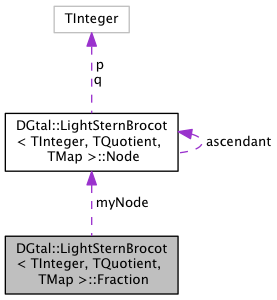 TInteger
p
q
DGtal::LightSternBrocot
< TInteger, TQuotient,
TMap >::Node
ascendant
myNode
DGtal::LightSternBrocot
< TInteger, TQuotient,
TMap >::Fraction